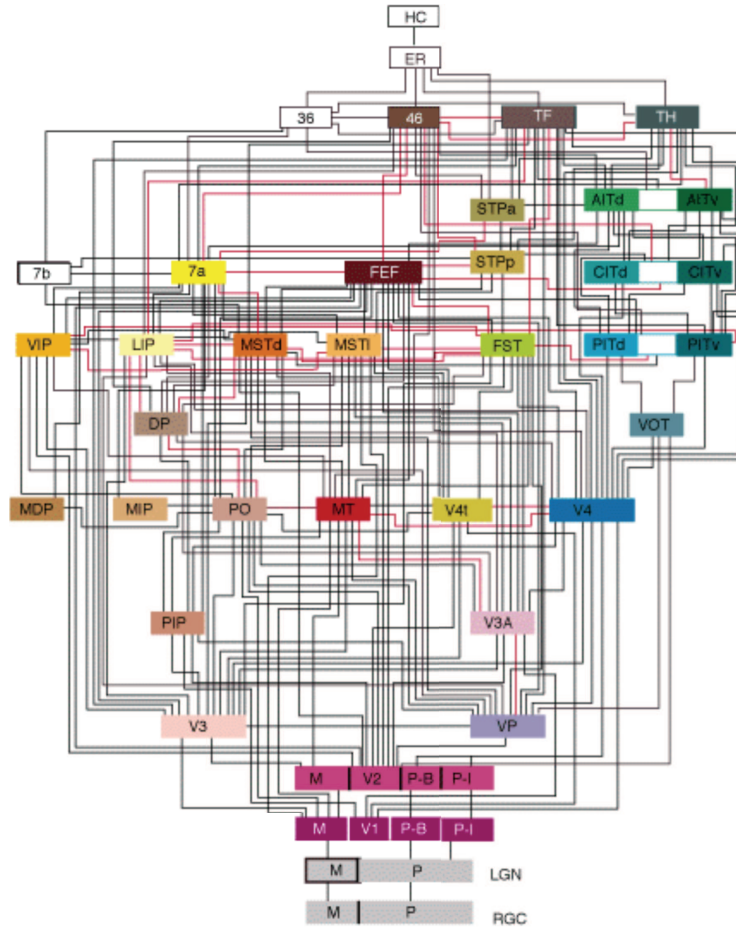 HC
ER
36 46 TF TH
STPa AITd AITv
7b 7a FEF STPp CITd CITv
VIP LIP MSTd MSTl FST PITd PITv
DP VOT
MDP MIP PO MT V4t V4
PIP V3A
V3 VP
M V2 P-B P-I
M V1 P-B P-I
M P LGN
M P RGC